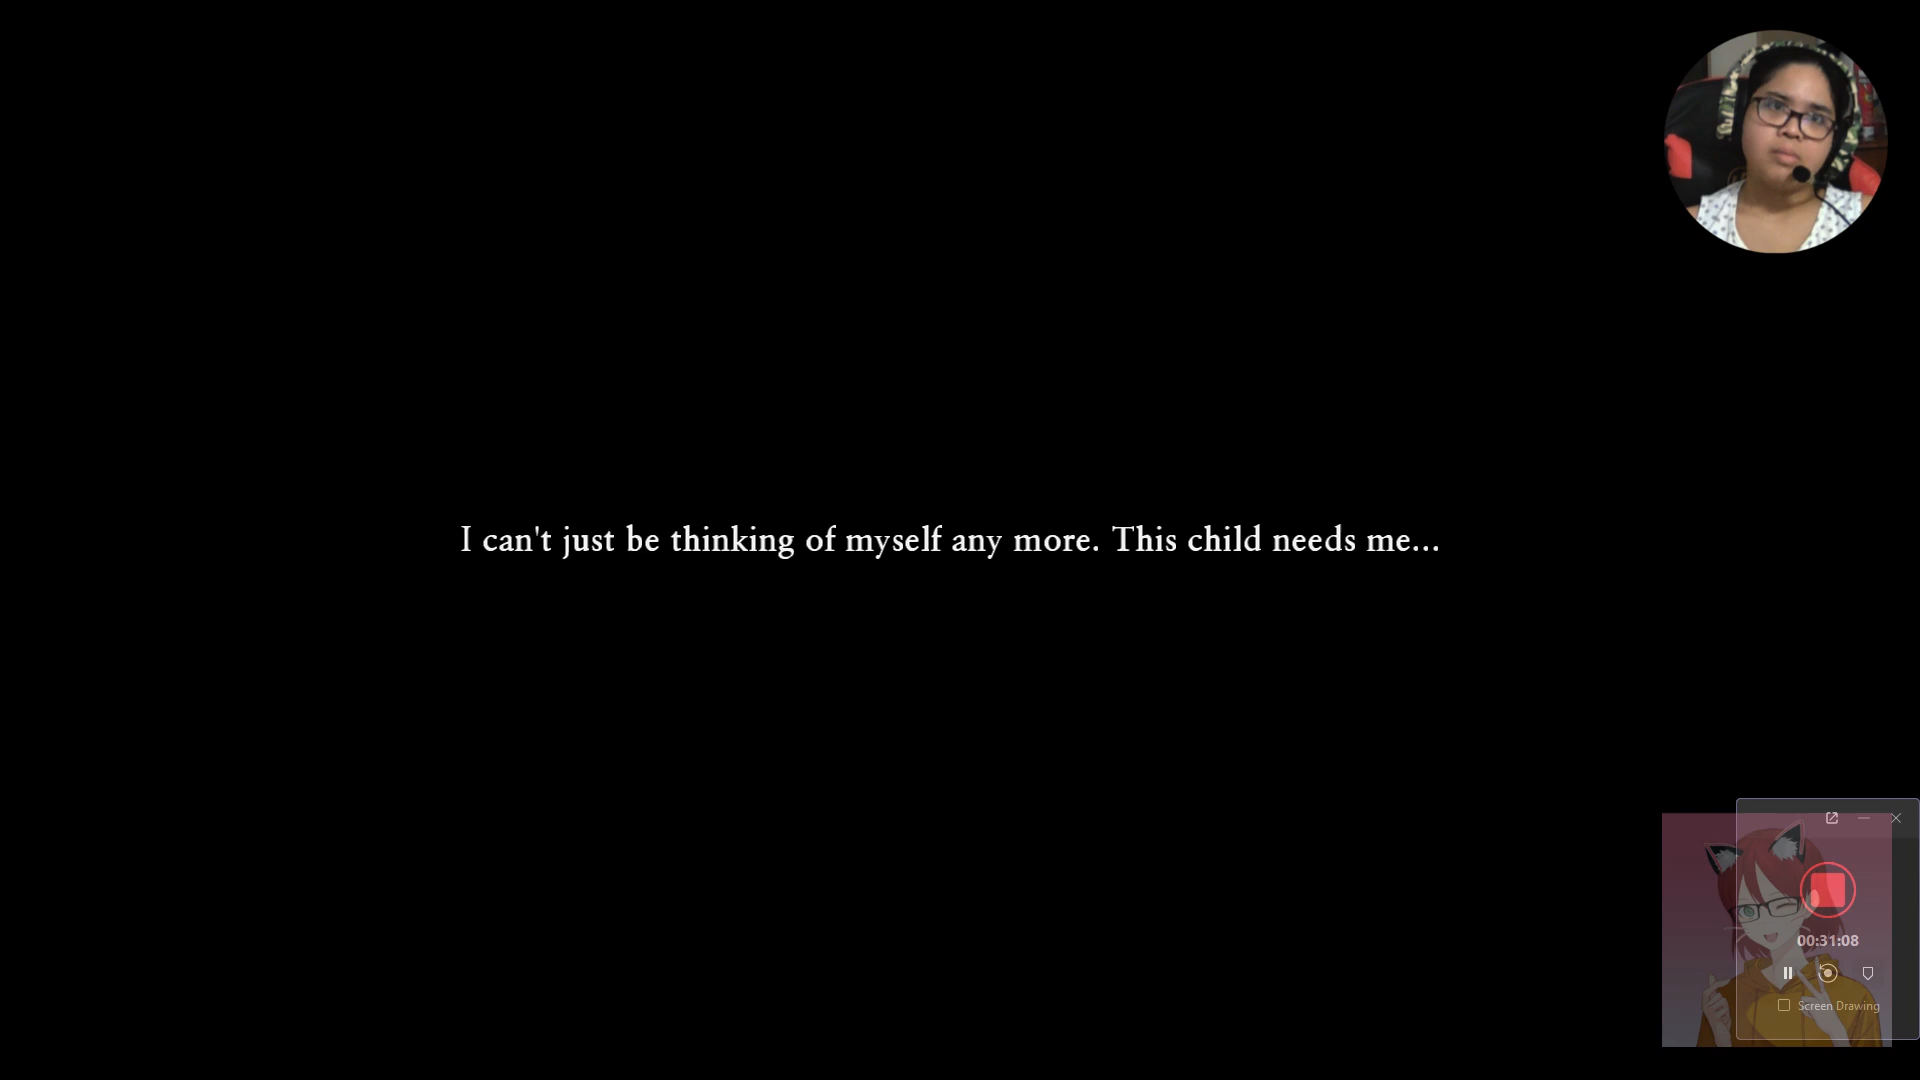 I can't just be thinking of myself any more. This child needs me...
00:31:08
Screen Drawing